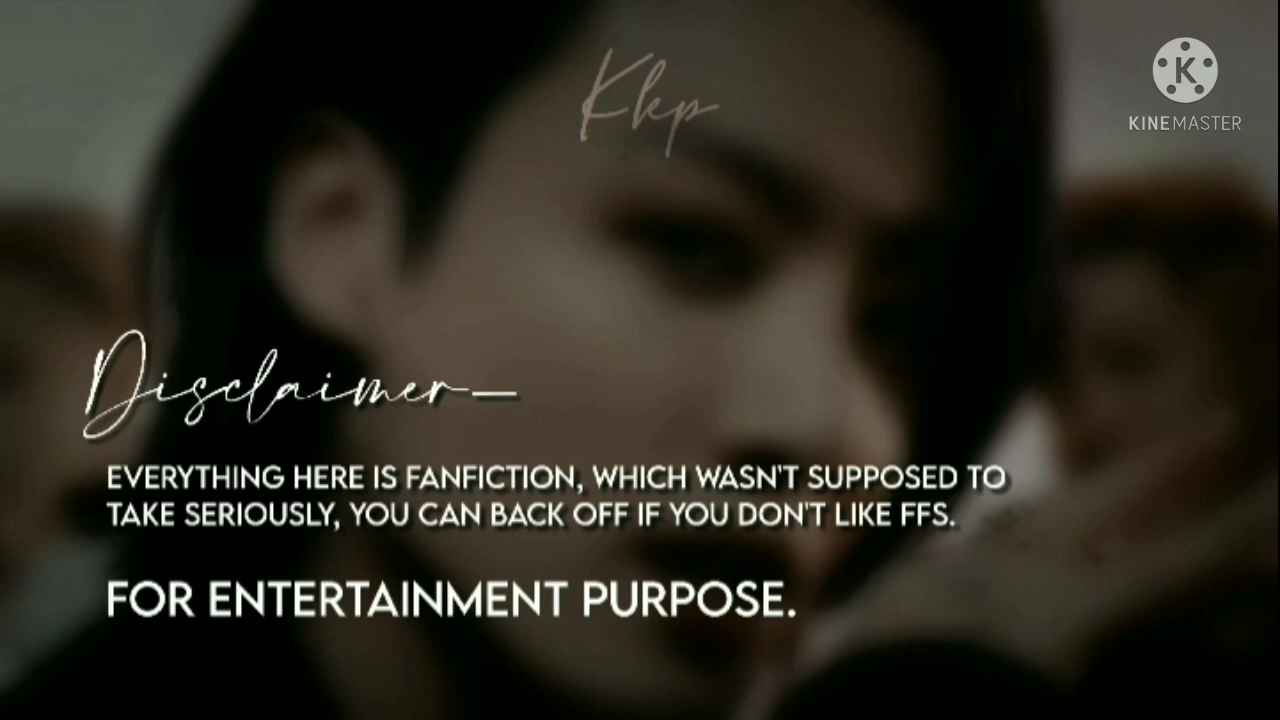 Kkp
K
KINEMASTER
Disclaimer—
EVERYTHING HERE IS FANFICTION, WHICH WASN'T SUPPOSED TO
TAKE SERIOUSLY, YOU CAN BACK OFF IF YOU DON'T LIKE FFS.
FOR ENTERTAINMENT PURPOSE.